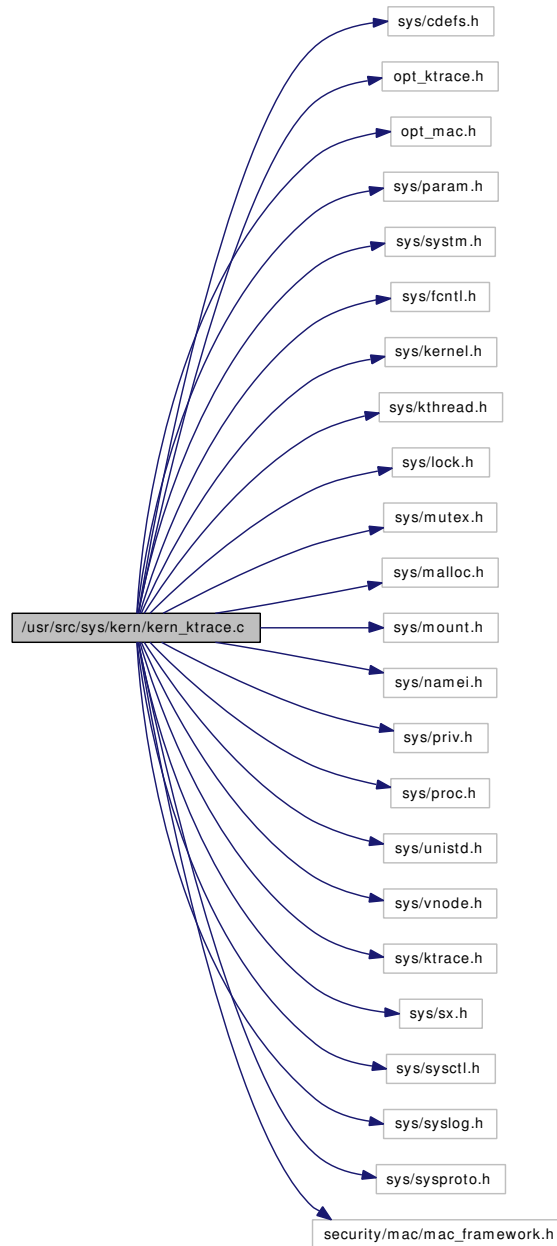 sys/cdefs.h
opt_ktrace.h
opt_mac.h
sys/param.h
sys/systm.h
sys/fcntl.h
sys/kernel.h
sys/kthread.h
sys/lock.h
sys/mutex.h
sys/malloc.h
/usr/src/sys/kern/kern_ktrace.c
sys/mount.h
sys/namei.h
sys/priv.h
sys/proc.h
sys/unistd.h
sys/vnode.h
sys/ktrace.h
sys/sx.h
sys/sysctl.h
sys/syslog.h
sys/sysproto.h
security/mac/mac_framework.h